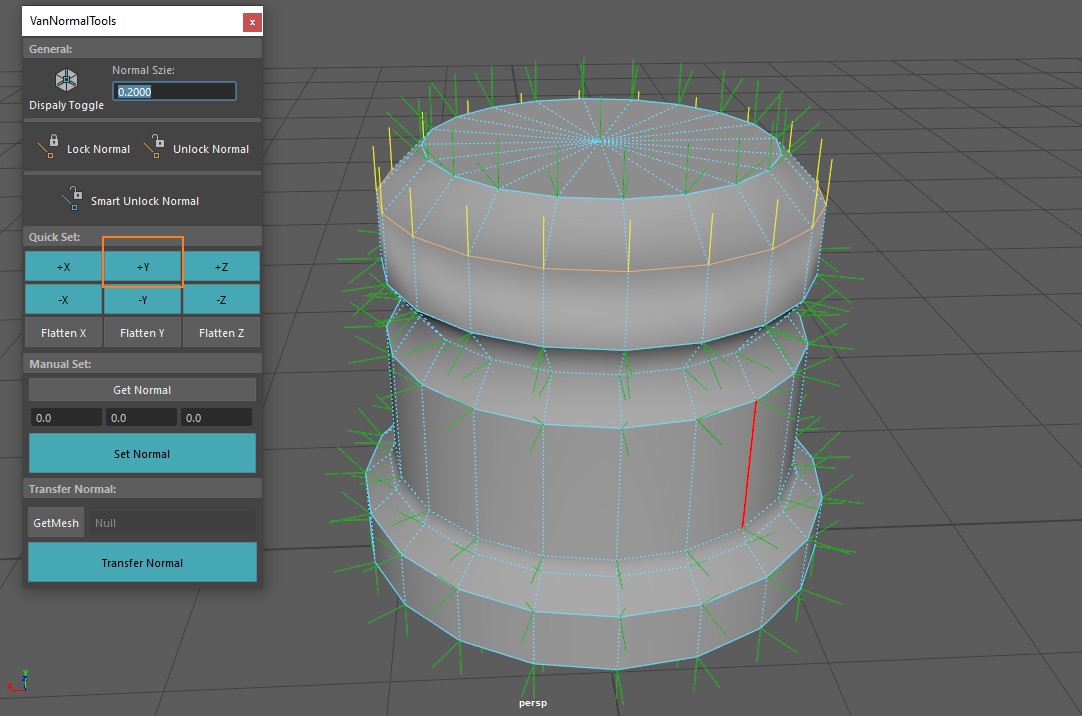 VanNormalTools
x
General:
Normal Szie:
0.2000
Dispaly Toggle
Lock Normal
Unlock Normal
Smart Unlock Normal
Quick Set:
+X
+Y
+Z
-X
-Y
-Z
Flatten X
Flatten Y
Flatten Z
Manual Set:
Get Normal
0.0
0.0
0.0
Set Normal
Transfer Normal:
GetMesh
Null
Transfer Normal
persp
y
z
x